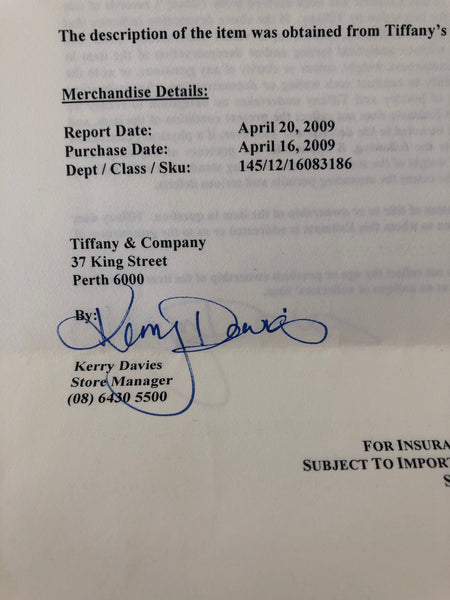 The description of the item was obtained from Tiffany's
Merchandise Details:
Report Date: April 20, 2009
Purchase Date: April 16, 2009
Dept / Class / Sku: 145/12/16083186
Tiffany & Company
37 King Street
Perth 6000
By: Kerry Davies
Kerry Davies
Store Manager
(08) 6430 5500
FOR INSURA
SUBJECT TO IMPORT
S